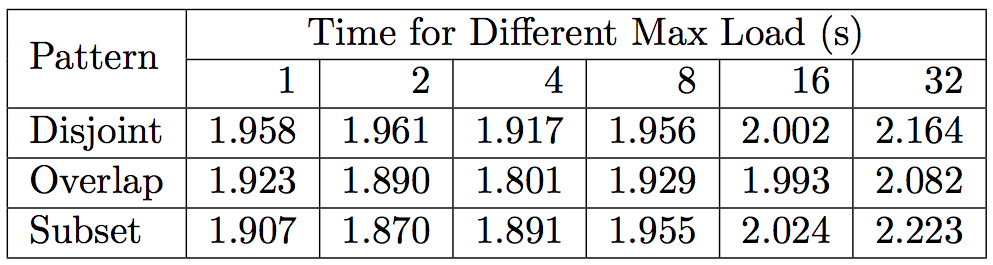 Pattern Time for Different Max Load (s)
1 2 4 8 16 32
Disjoint 1.958 1.961 1.917 1.956 2.002 2.164
Overlap 1.923 1.890 1.801 1.929 1.993 2.082
Subset 1.907 1.870 1.891 1.955 2.024 2.223